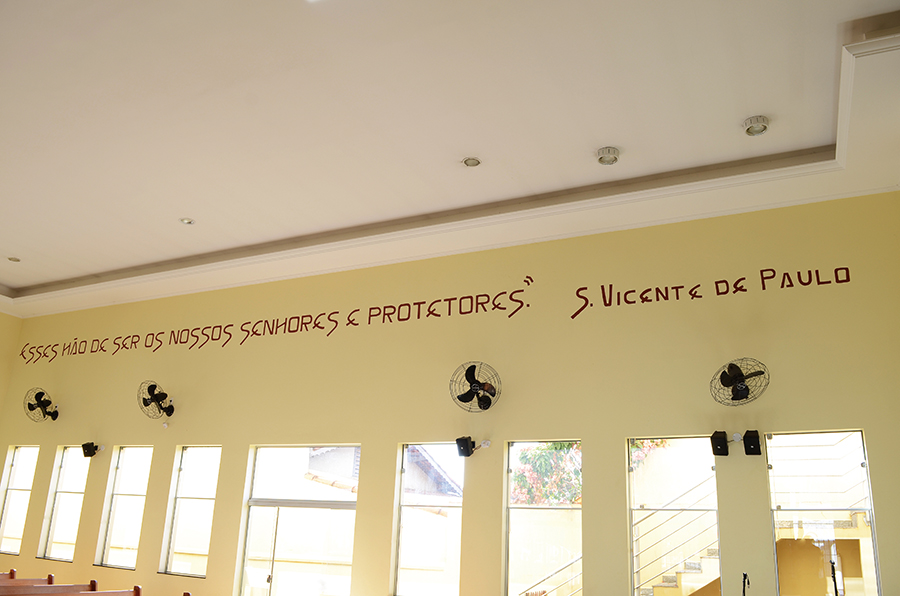 ESSES HÃO DE SER OS NOSSOS SENHORES E PROTETORES." S. VICENTE DE PAULO